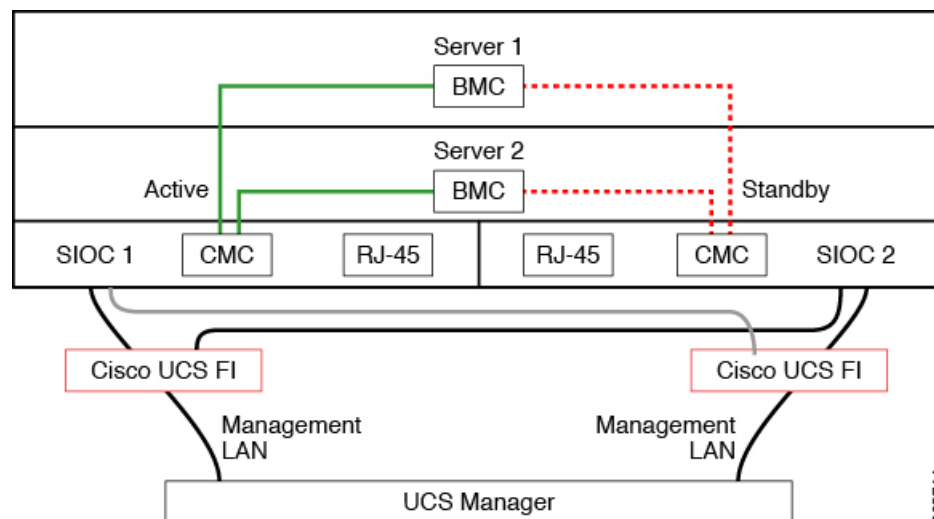 Server 1
BMC
Server 2
Active
BMC
Standby
SIOC 1
CMC
RJ-45
RJ-45
CMC
SIOC 2
Cisco UCS FI
Cisco UCS FI
Management
LAN
Management
LAN
UCS Manager